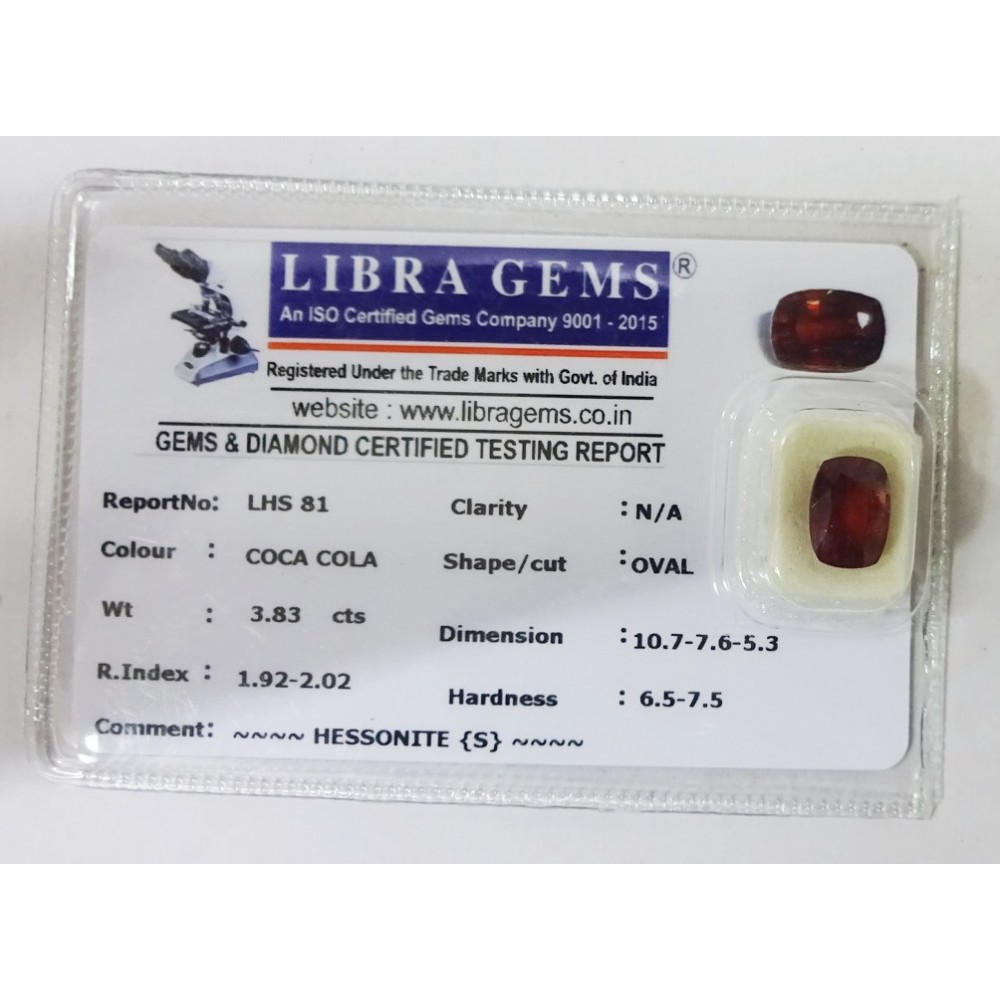 LIBRA GEMS ®
An ISO Certified Gems Company 9001 - 2015
Registered Under the Trade Marks with Govt. of India
website : www.libragems.co.in
GEMS & DIAMOND CERTIFIED TESTING REPORT
ReportNo: LHS 81
Colour : COCA COLA
Wt : 3.83 cts
R.Index : 1.92-2.02
Clarity : N/A
Shape/cut : OVAL
Dimension : 10.7-7.6-5.3
Hardness : 6.5-7.5
Comment: ~~~~ HESSONITE {S} ~~~~